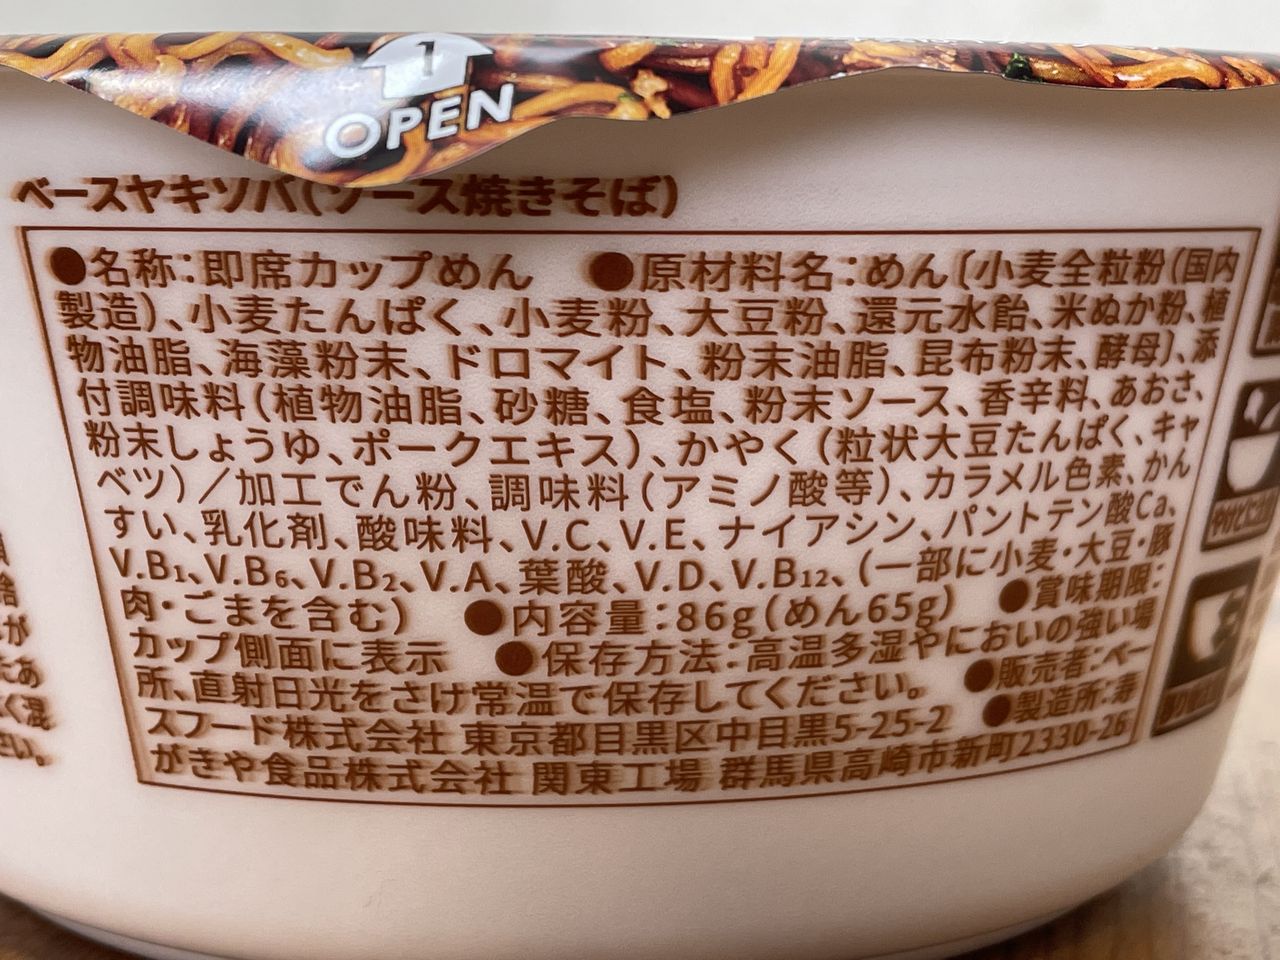 1
OPEN
ベースヤキソバ(ソース焼きそば)
●名称:即席カップめん ●原材料名:めん〔小麦全粒粉(国内
製造)、小麦たんぱく、小麦粉、大豆粉、還元水飴、米ぬか粉、植
物油脂、海藻粉末、ドロマイト、粉末油脂、昆布粉末、酵母〕、添
付調味料(植物油脂、砂糖、食塩、粉末ソース、香辛料、あおさ、
粉末しょうゆ、ポークエキス)、かやく(粒状大豆たんぱく、キャ
ベツ)/加工でん粉、調味料(アミノ酸等)、カラメル色素、かん
すい、乳化剤、酸味料、V.C、V.E、ナイアシン、パントテン酸Ca、
V.B1、V.B6、V.B2、V.A、葉酸、V.D、V.B12、(一部に小麦・大豆・豚
肉・ごまを含む) ●内容量:86g(めん65g) ●賞味期限:
カップ側面に表示 ●保存方法:高温多湿やにおいの強い場
所、直射日光をさけ常温で保存してください。 ●販売者:ベー
スフード株式会社 東京都目黒区中目黒5-25-2 ●製造所:寿
がきや食品株式会社 関東工場 群馬県高崎市新町2330-26